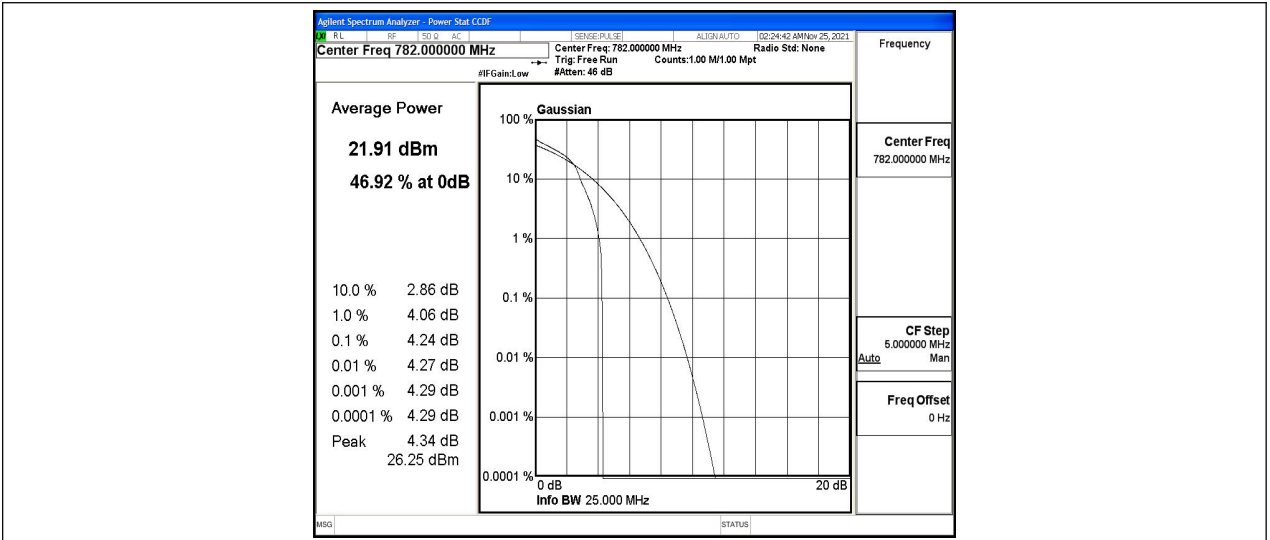 Agilent Spectrum Analyzer - Power Stat CCDF
LXI RL RF 50 Ω AC SENSE:PULSE ALIGNAUTO 02:24:42 AMNov 25, 2021
Center Freq 782.000000 MHz
Center Freq: 782.000000 MHz Radio Std: None
Trig: Free Run Counts:1.00 M/1.00 Mpt
#IFGain:Low #Atten: 46 dB
Frequency
Average Power
21.91 dBm
46.92 % at 0dB
10.0 % 2.86 dB
1.0 % 4.06 dB
0.1 % 4.24 dB
0.01 % 4.27 dB
0.001 % 4.29 dB
0.0001 % 4.29 dB
Peak 4.34 dB
26.25 dBm
Gaussian
100 %
10 %
1 %
0.1 %
0.01 %
0.001 %
0.0001 %
0 dB 20 dB
Info BW 25.000 MHz
Center Freq
782.000000 MHz
CF Step
5.000000 MHz
Auto Man
Freq Offset
0 Hz
MSG STATUS